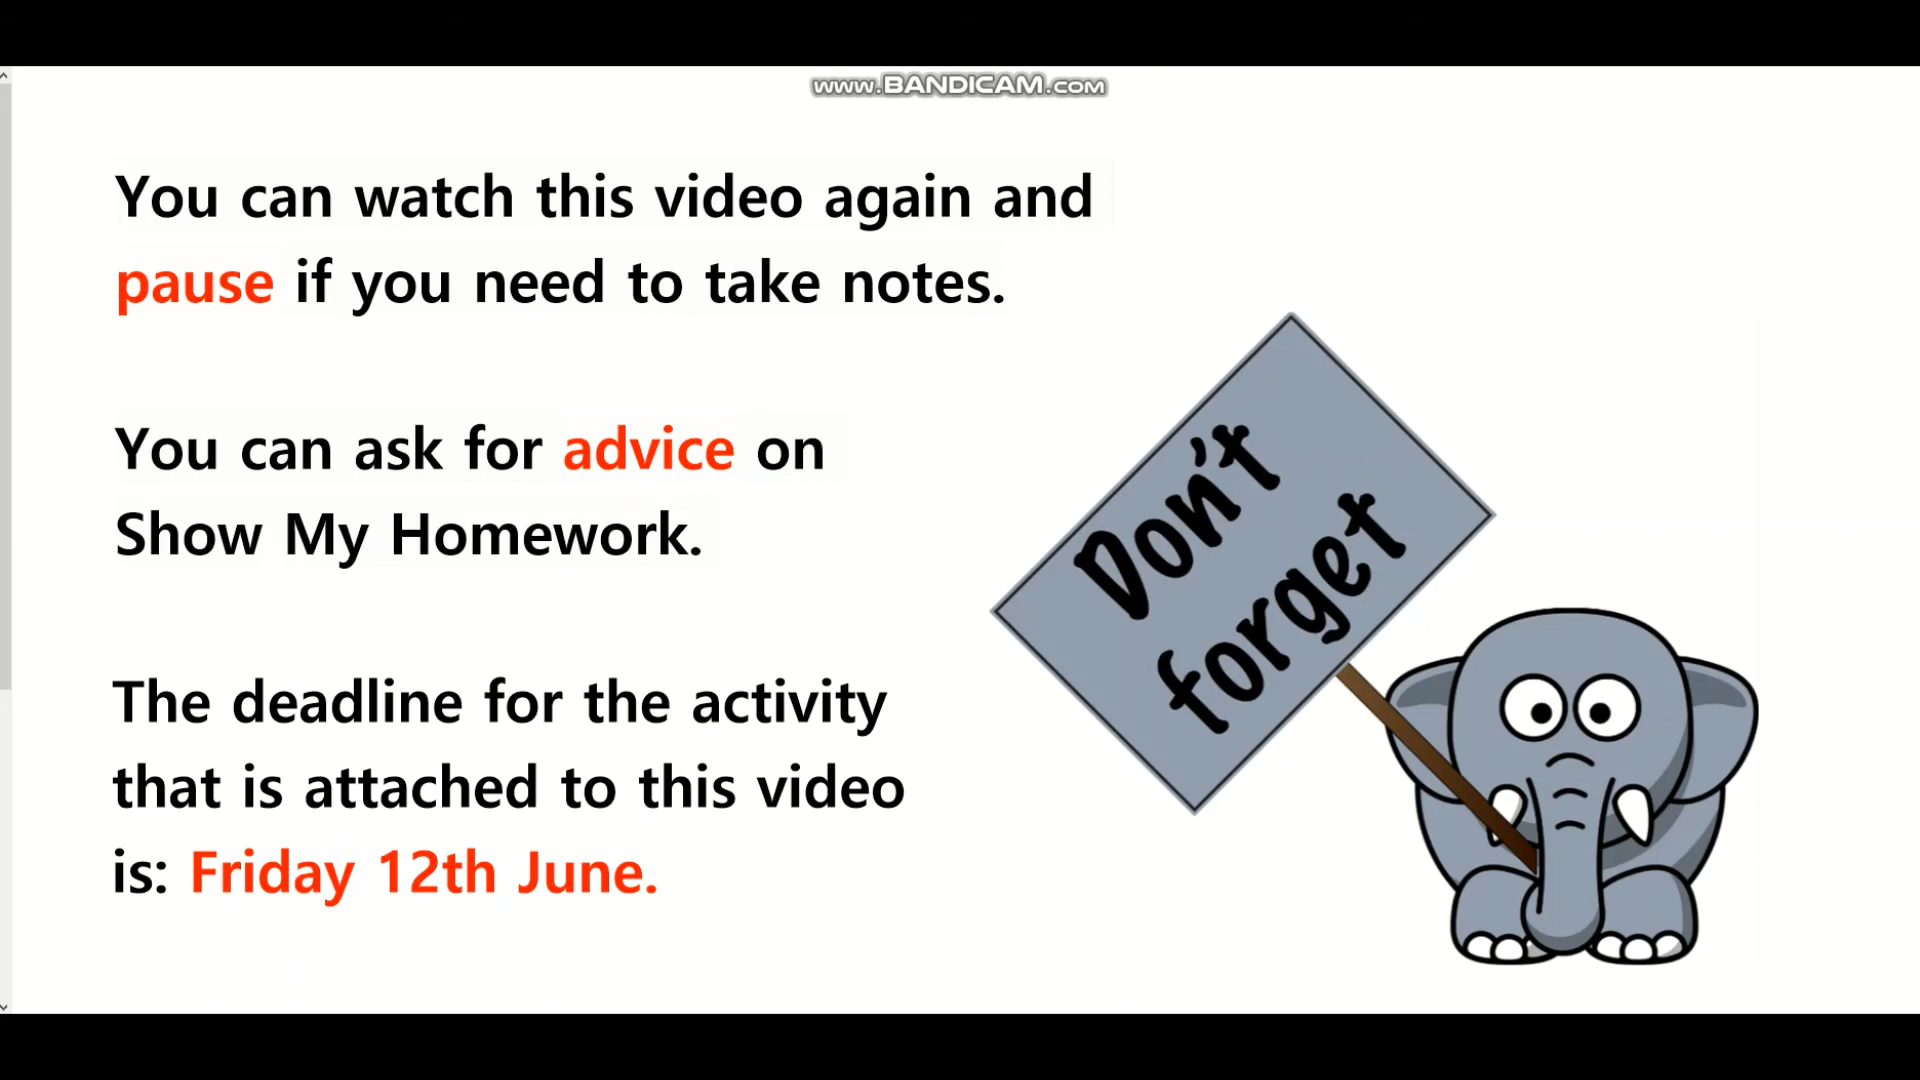 www.BANDICAM.com
You can watch this video again and
pause if you need to take notes.
You can ask for advice on
Show My Homework.
The deadline for the activity
that is attached to this video
is: Friday 12th June.
Don't
forget